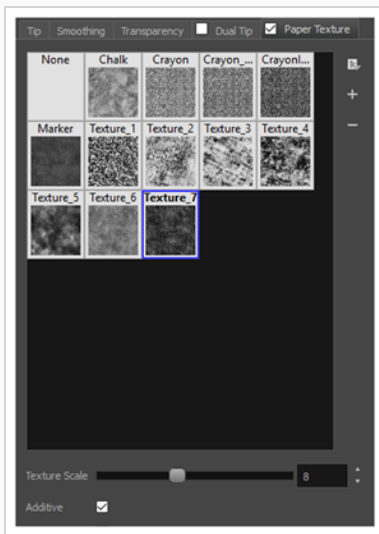 Tip Smoothing Transparency Dual Tip Paper Texture
None Chalk Crayon Crayon_... Crayonl...
Marker Texture_1 Texture_2 Texture_3 Texture_4
Texture_5 Texture_6 Texture_7
Texture Scale 8
Additive